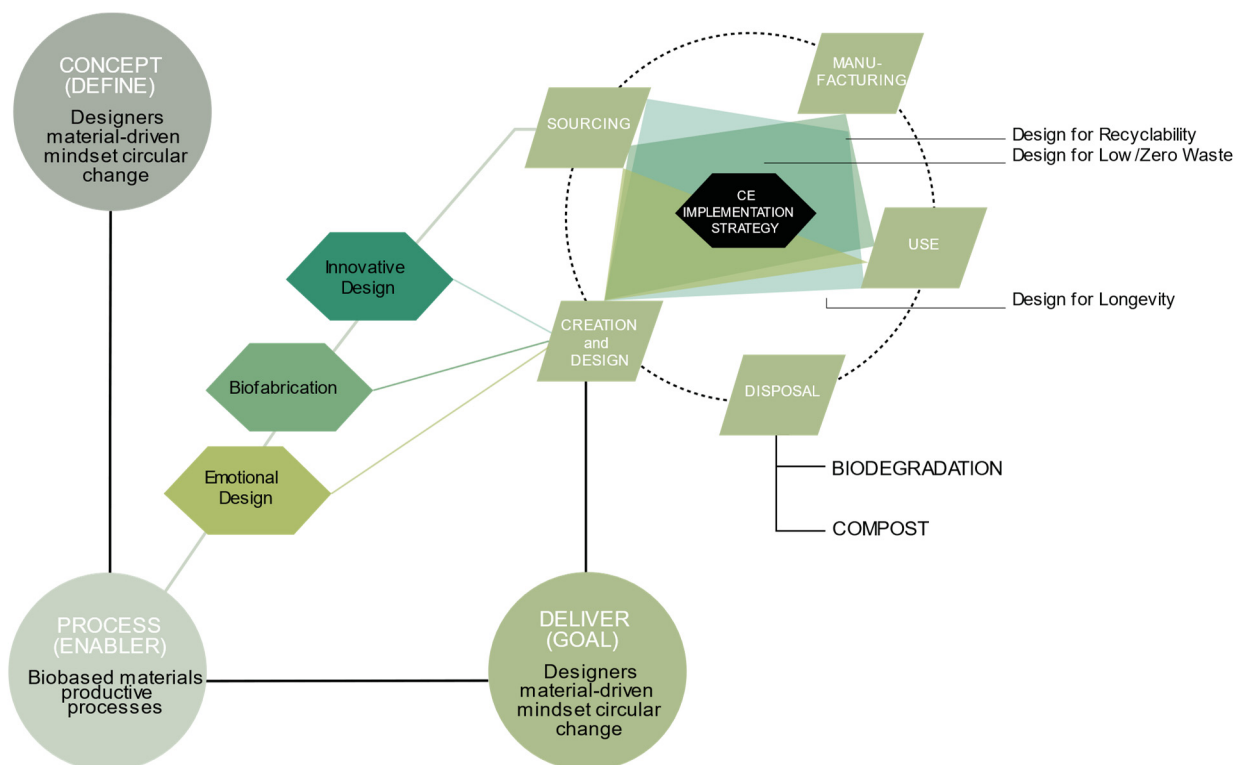 CONCEPT
(DEFINE)
Designers
material-driven
mindset circular
change
MANU-
FACTURING
SOURCING
Design for Recyclability
Design for Low/Zero Waste
CE
IMPLEMENTATION
STRATEGY
USE
Innovative
Design
Design for Longevity
CREATION
and
DESIGN
Biofabrication
DISPOSAL
Emotional
Design
BIODEGRADATION
COMPOST
PROCESS
(ENABLER)
Biobased materials
productive
processes
DELIVER
(GOAL)
Designers
material-driven
mindset circular
change